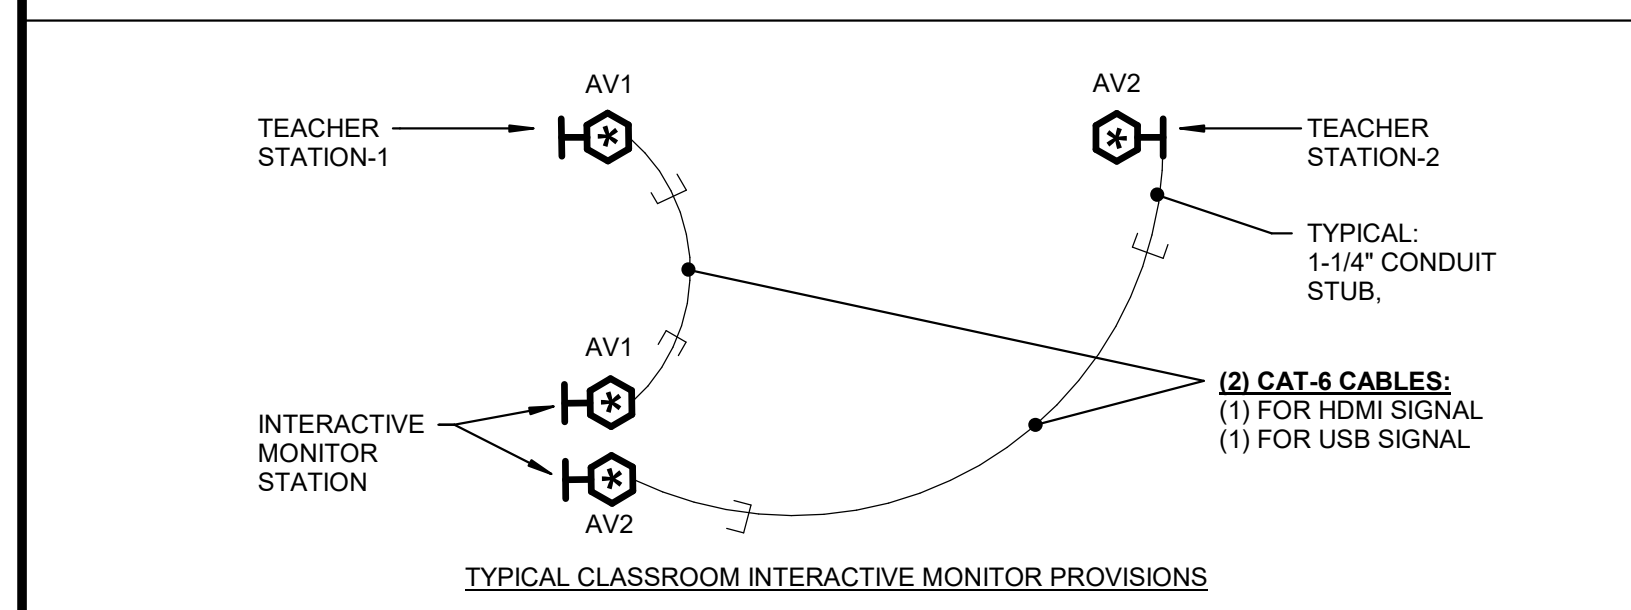 AV1
AV2
TEACHER
STATION-1
TEACHER
STATION-2
TYPICAL:
1-1/4" CONDUIT
STUB,
AV1
(2) CAT-6 CABLES:
(1) FOR HDMI SIGNAL
(1) FOR USB SIGNAL
INTERACTIVE
MONITOR
STATION
AV2
TYPICAL CLASSROOM INTERACTIVE MONITOR PROVISIONS